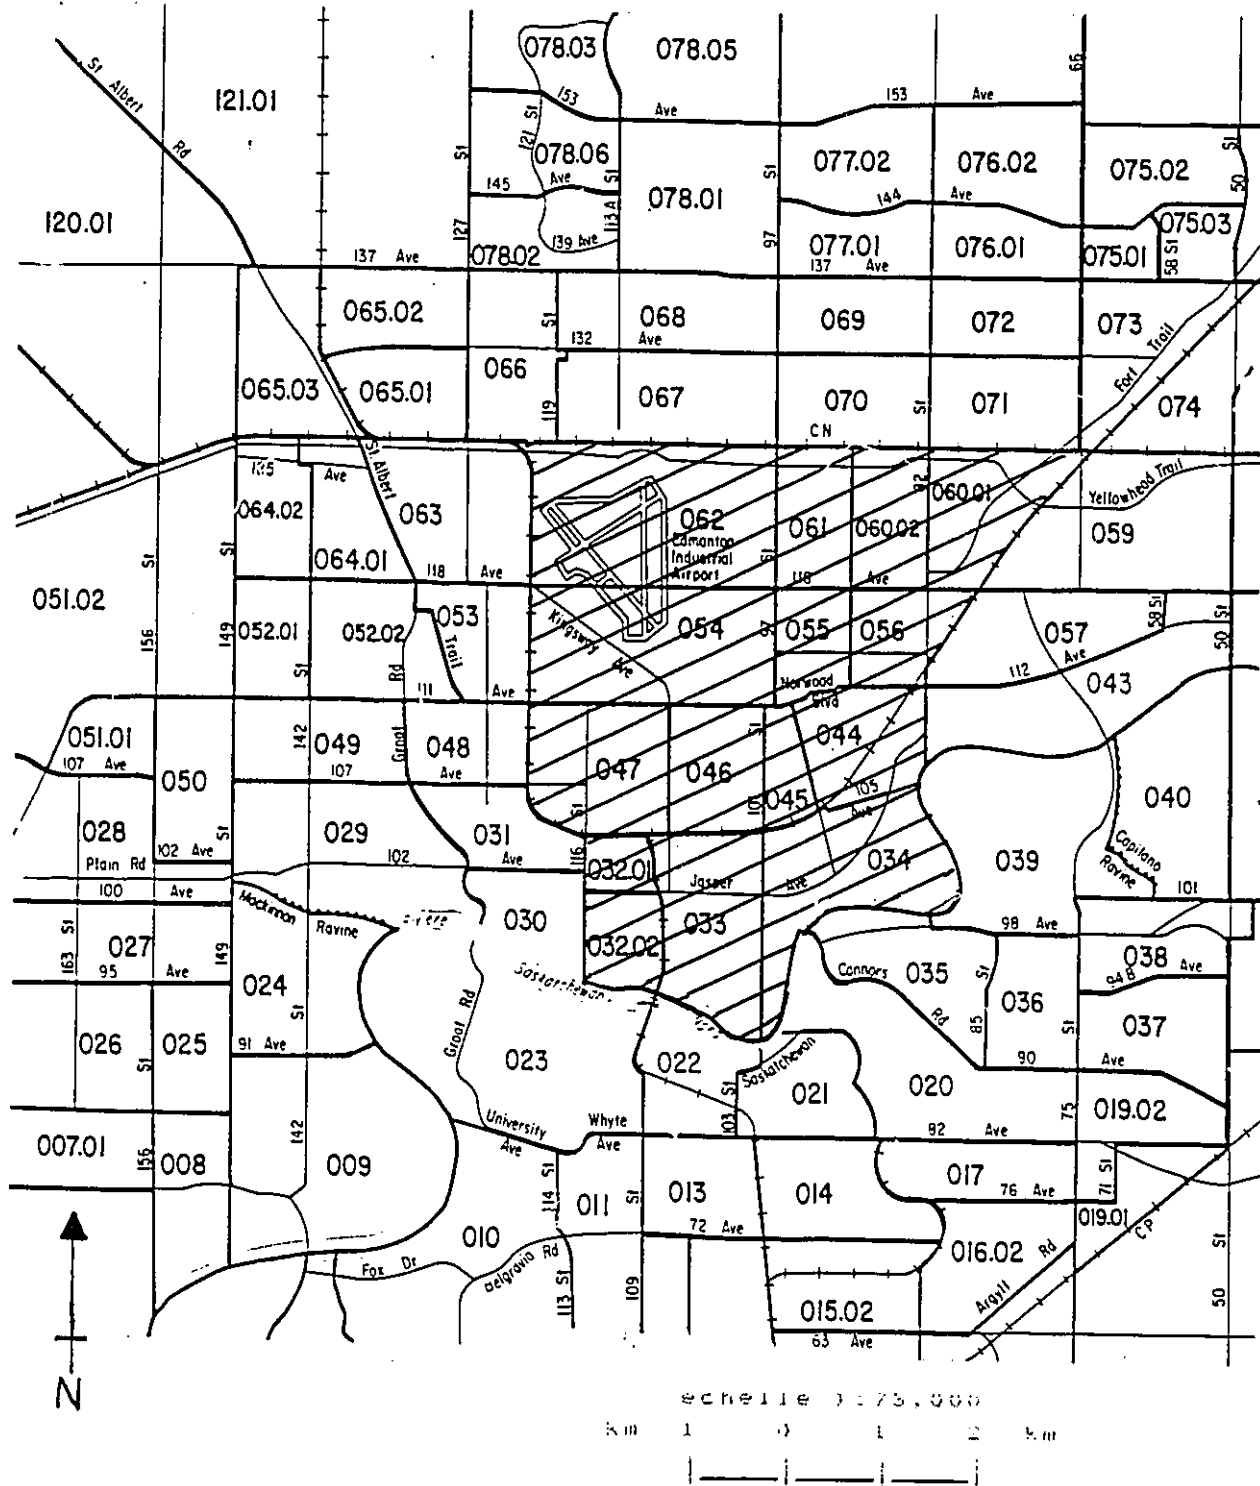 078.03
078.05
66
St Albert
Rd
121.01
153
Ave
153
Ave
St
121
St
078.06
St
145
Ave
113A
St
97
077.02
076.02
075.02
St
50
078.01
144
Ave
120.01
127
078.02
139 Ave
137 Ave
077.01
137 Ave
076.01
075.01
58 St
075.03
065.02
St
068
132
Ave
069
072
073
Fort Trail
066
065.03
065.01
119
067
070
St
071
074
CN
St. Albert
Ave
064.02
063
062
Industrial
Airport
061
060.02
82
060.01
Yellowhead Trail
059
St
St
064.01
118 Ave
118 Ave
051.02
156
149
052.01
St
052.02
Rd
053
Trail
Kingsway Ave
054
97
055
056
057
58 St
St
50
111 Ave
Norwood
Blvd
112 Ave
043
051.01
107 Ave
050
142
049
Groat
048
107 Ave
047
046
St
044
045
105
Ave
040
028
St
029
031
St
116
101
034
039
Capilano
Ravine
Plain Rd
102 Ave
102 Ave
032.01
Jasper Ave
100 Ave
Mackinnon
Ravine
030
033
101
98 Ave
St
163
027
95 Ave
149
024
032.02
Saskatchewan
Connors
Rd
035
St
85
036
038
94 B Ave
026
025
St
St
91 Ave
Groat Rd
023
022
Saskatchewan
021
020
St
037
90 Ave
University
Ave
Whyte
Ave
103 St
82 Ave
75
019.02
007.01
156
008
142
009
114 St
011
St
013
014
017
76 Ave
71 St
72 Ave
010
Fox Dr
Belgravia Rd
113 St
109
016.02
019.01
Argyll Rd
CP
St
50
015.02
63 Ave
N
echelle 1:75,000
km 1 0 1 2 km